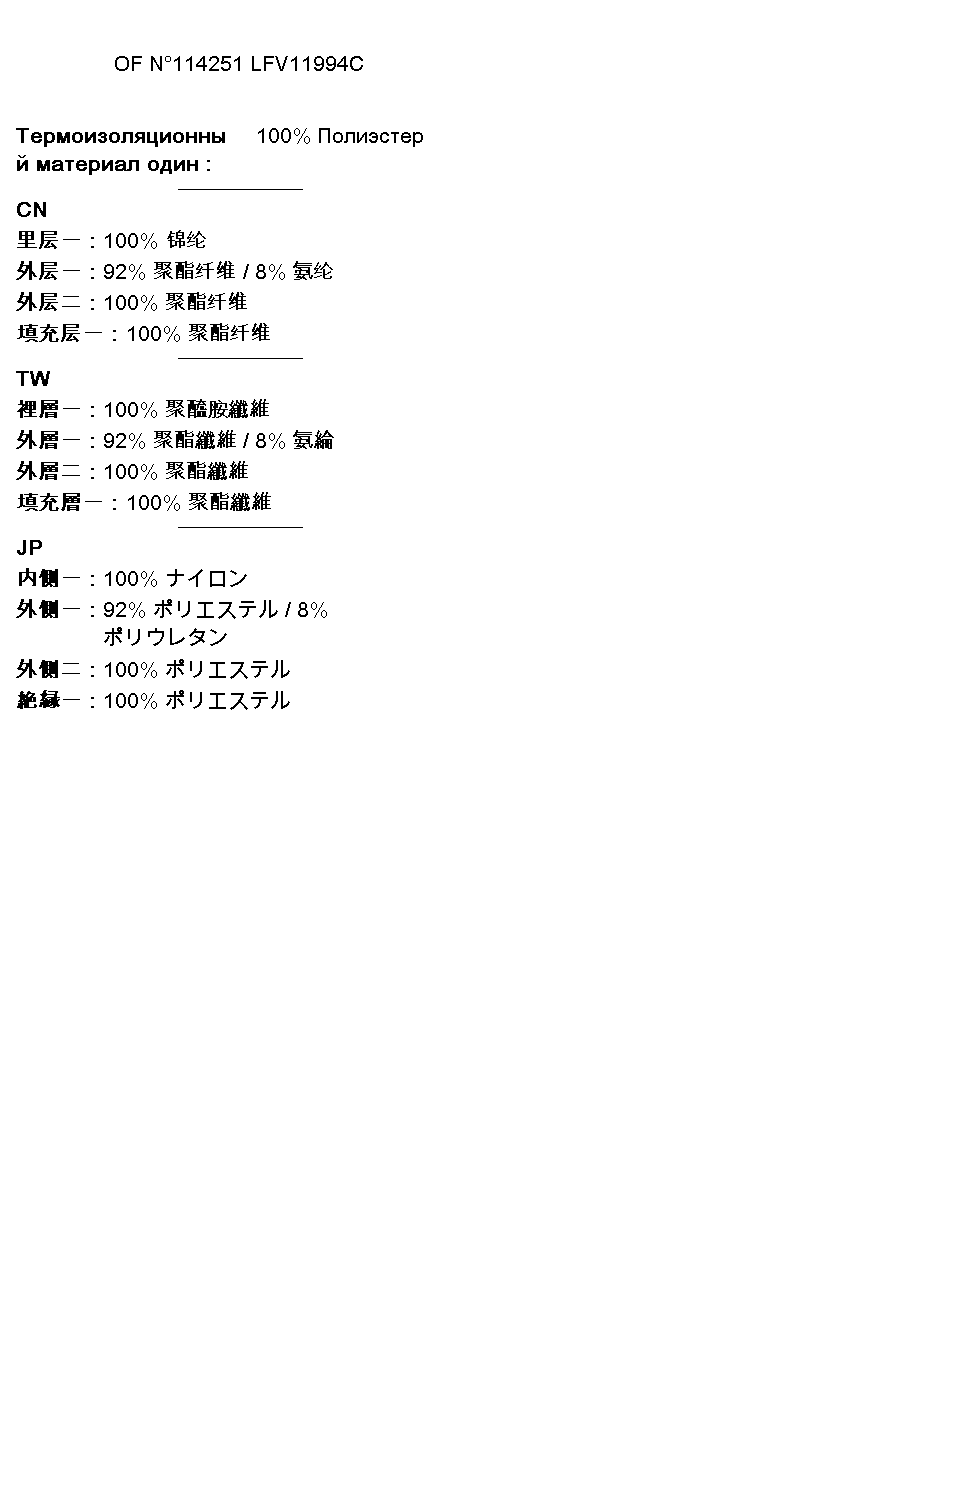 OF N°114251 LFV11994C
Термоизоляционны 100% Полиэстер
й материал один :
CN
里层一 : 100% 锦纶
外层一 : 92% 聚酯纤维 / 8% 氨纶
外层二 : 100% 聚酯纤维
填充层一 : 100% 聚酯纤维
TW
裡層一 : 100% 聚醯胺纖維
外層一 : 92% 聚酯纖維 / 8% 氨綸
外層二 : 100% 聚酯纖維
填充層一 : 100% 聚酯纖維
JP
内側一 : 100% ナイロン
外側一 : 92% ポリエステル / 8%
ポリウレタン
外側二 : 100% ポリエステル
絶縁一 : 100% ポリエステル